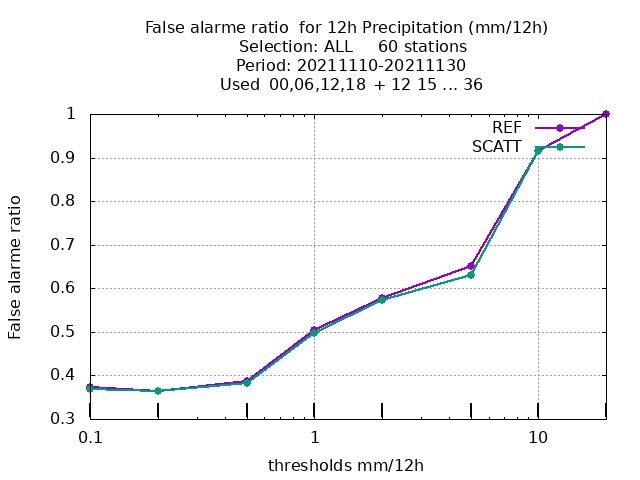 False alarme ratio  for 12h Precipitation (mm/12h)
Selection: ALL     60 stations
Period: 20211110-20211130
Used  00,06,12,18  + 12 15 ... 36
REF
SCATT
False alarme ratio
1
0.9
0.8
0.7
0.6
0.5
0.4
0.3
0.1 1 10
thresholds mm/12h